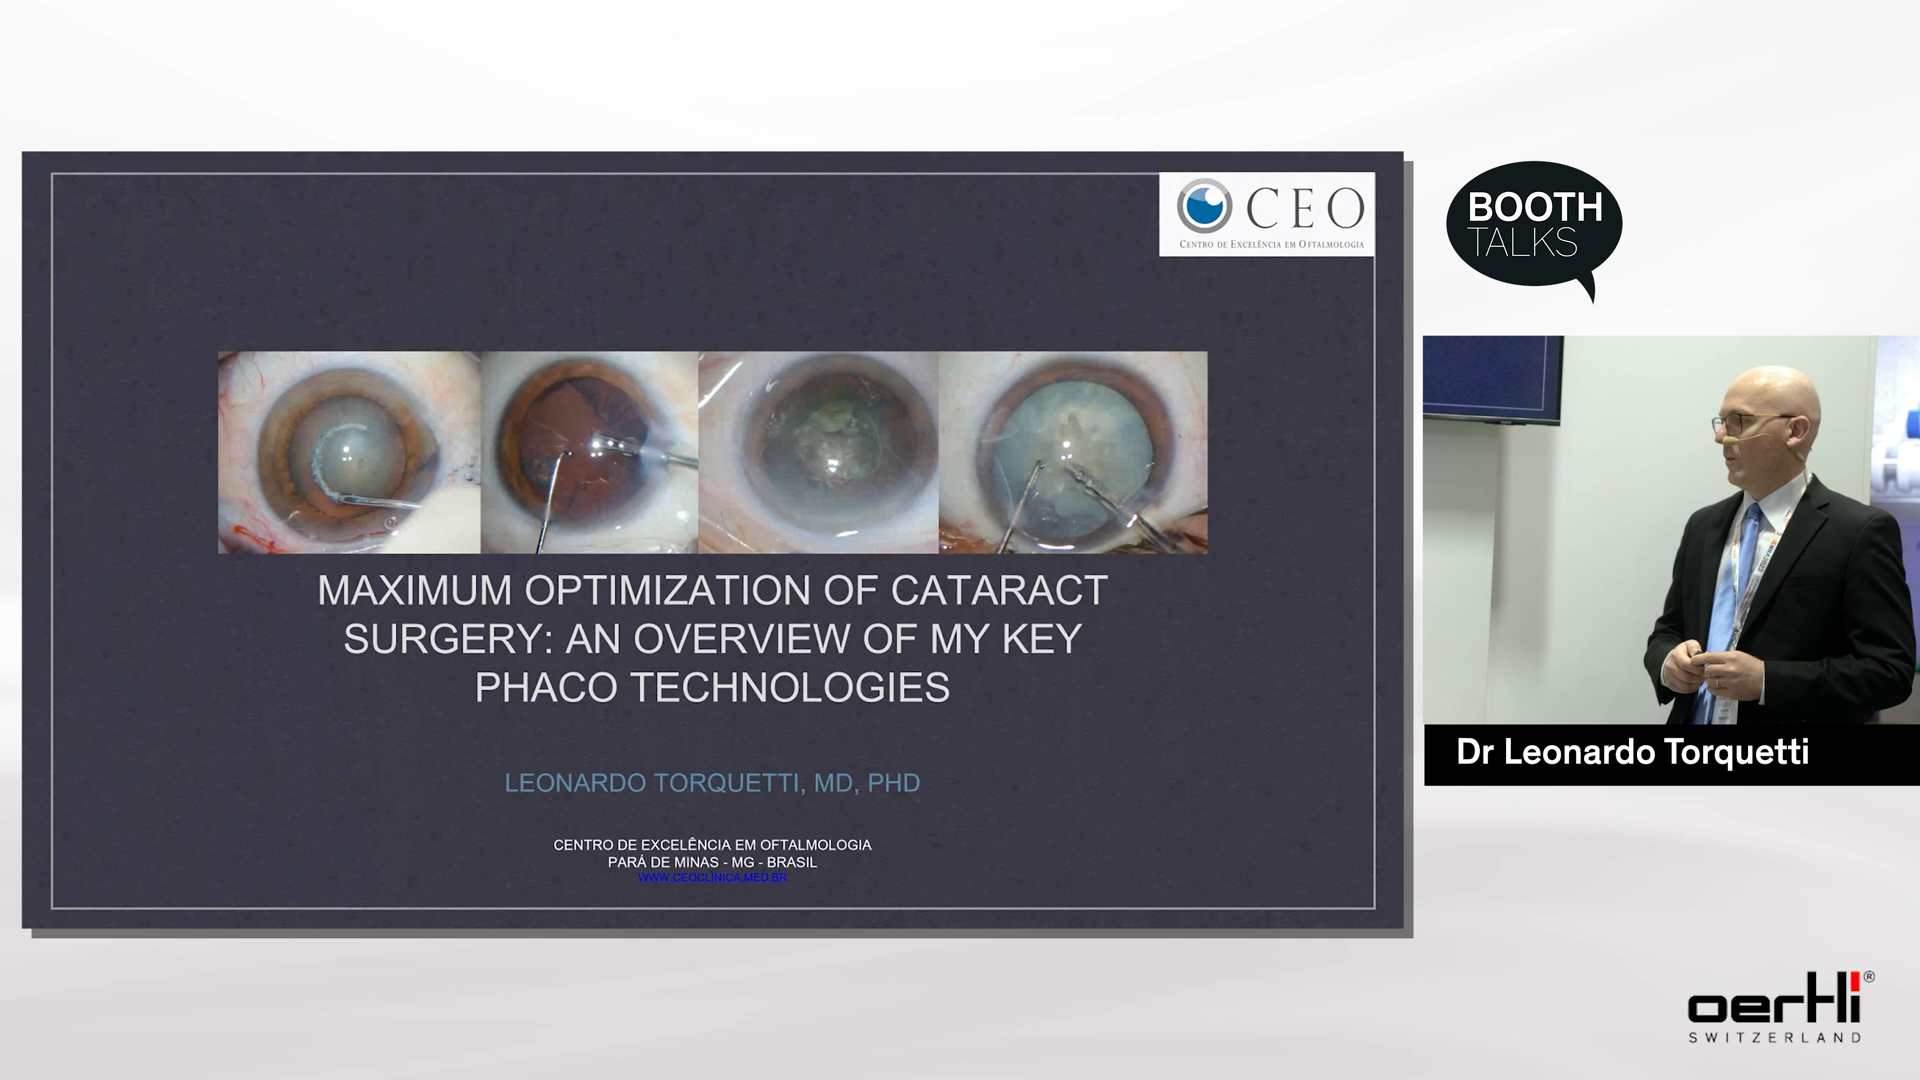 CEO
CENTRO DE EXCELÊNCIA EM OFTALMOLOGIA
BOOTH
TALKS
MAXIMUM OPTIMIZATION OF CATARACT
SURGERY: AN OVERVIEW OF MY KEY
PHACO TECHNOLOGIES
LEONARDO TORQUETTI, MD, PHD
CENTRO DE EXCELÊNCIA EM OFTALMOLOGIA
PARÁ DE MINAS - MG - BRASIL
WWW.CEOCLINICA.MED.BR
Dr Leonardo Torquetti
oertli®
SWITZERLAND